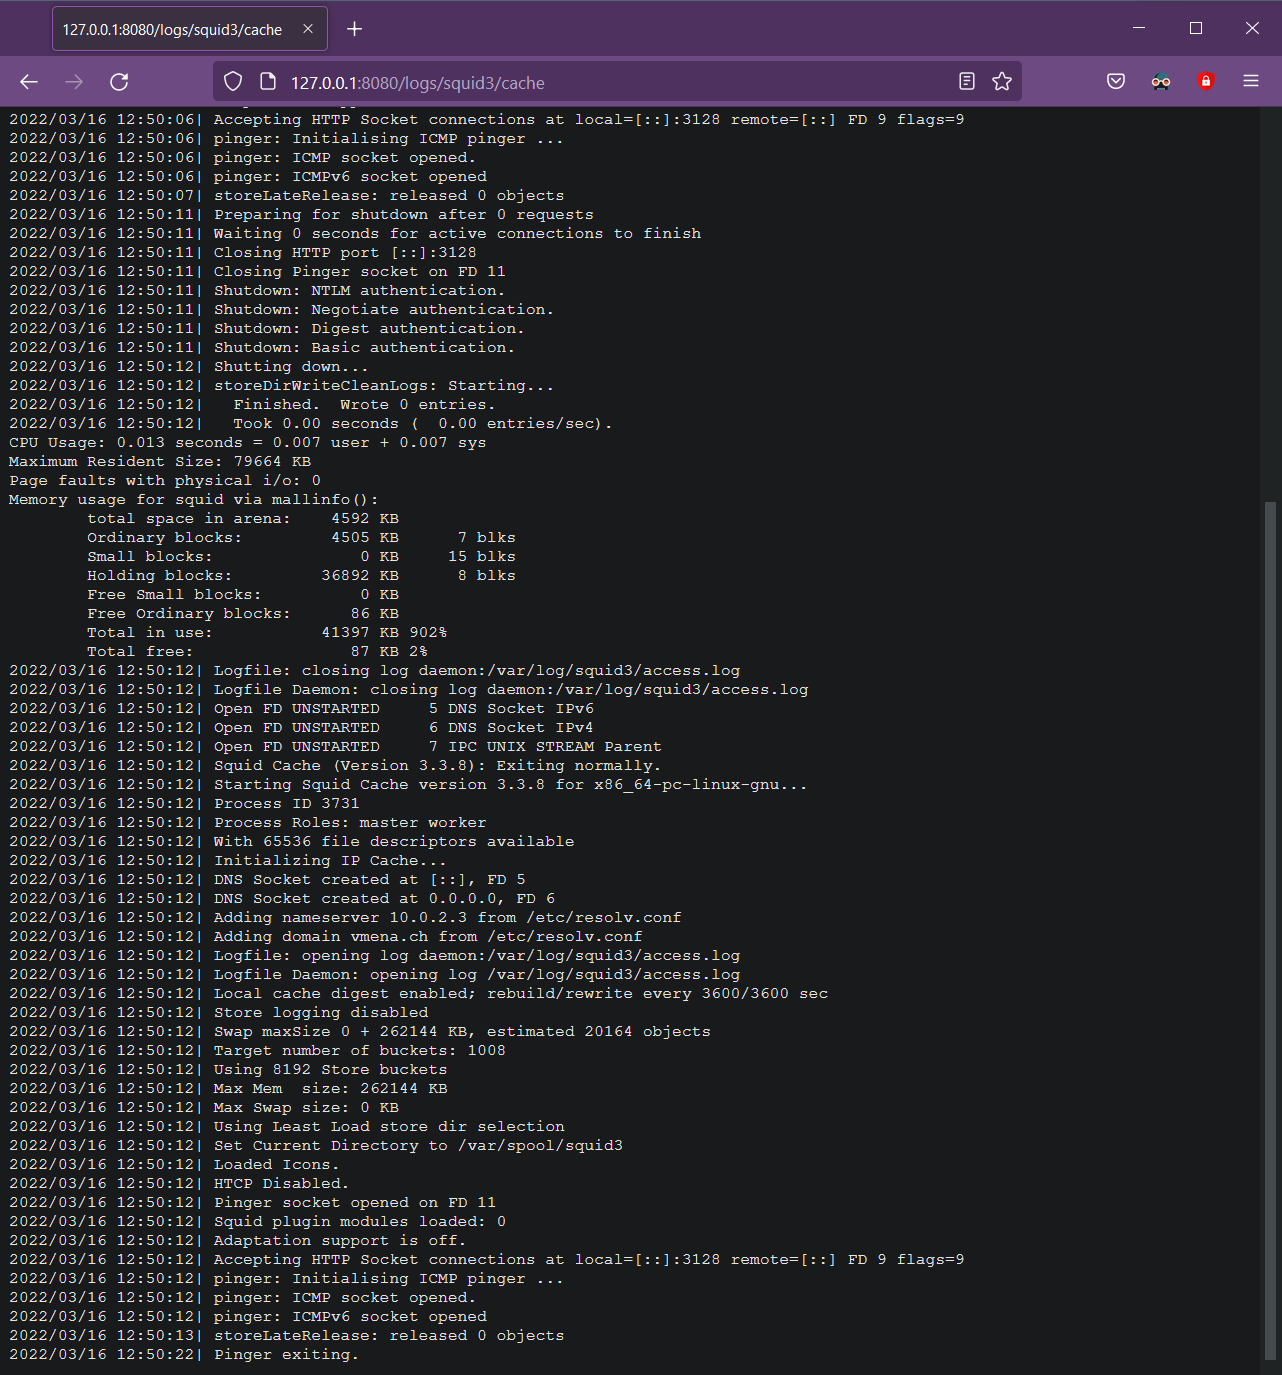 127.0.0.1:8080/logs/squid3/cache
127.0.0.1:8080/logs/squid3/cache
2022/03/16 12:50:06| Accepting HTTP Socket connections at local=[::]:3128 remote=[::] FD 9 flags=9
2022/03/16 12:50:06| pinger: Initialising ICMP pinger ...
2022/03/16 12:50:06| pinger: ICMP socket opened.
2022/03/16 12:50:06| pinger: ICMPv6 socket opened
2022/03/16 12:50:07| storeLateRelease: released 0 objects
2022/03/16 12:50:11| Preparing for shutdown after 0 requests
2022/03/16 12:50:11| Waiting 0 seconds for active connections to finish
2022/03/16 12:50:11| Closing HTTP port [::]:3128
2022/03/16 12:50:11| Closing Pinger socket on FD 11
2022/03/16 12:50:11| Shutdown: NTLM authentication.
2022/03/16 12:50:11| Shutdown: Negotiate authentication.
2022/03/16 12:50:11| Shutdown: Digest authentication.
2022/03/16 12:50:11| Shutdown: Basic authentication.
2022/03/16 12:50:12| Shutting down...
2022/03/16 12:50:12| storeDirWriteCleanLogs: Starting...
2022/03/16 12:50:12|   Finished.  Wrote 0 entries.
2022/03/16 12:50:12|   Took 0.00 seconds (  0.00 entries/sec).
CPU Usage: 0.013 seconds = 0.007 user + 0.007 sys
Maximum Resident Size: 79664 KB
Page faults with physical i/o: 0
Memory usage for squid via mallinfo():
        total space in arena:    4592 KB
        Ordinary blocks:         4505 KB      7 blks
        Small blocks:               0 KB     15 blks
        Holding blocks:         36892 KB      8 blks
        Free Small blocks:          0 KB
        Free Ordinary blocks:      86 KB
        Total in use:           41397 KB 902%
        Total free:                87 KB 2%
2022/03/16 12:50:12| Logfile: closing log daemon:/var/log/squid3/access.log
2022/03/16 12:50:12| Logfile Daemon: closing log daemon:/var/log/squid3/access.log
2022/03/16 12:50:12| Open FD UNSTARTED     5 DNS Socket IPv6
2022/03/16 12:50:12| Open FD UNSTARTED     6 DNS Socket IPv4
2022/03/16 12:50:12| Open FD UNSTARTED     7 IPC UNIX STREAM Parent
2022/03/16 12:50:12| Squid Cache (Version 3.3.8): Exiting normally.
2022/03/16 12:50:12| Starting Squid Cache version 3.3.8 for x86_64-pc-linux-gnu...
2022/03/16 12:50:12| Process ID 3731
2022/03/16 12:50:12| Process Roles: master worker
2022/03/16 12:50:12| With 65536 file descriptors available
2022/03/16 12:50:12| Initializing IP Cache...
2022/03/16 12:50:12| DNS Socket created at [::], FD 5
2022/03/16 12:50:12| DNS Socket created at 0.0.0.0, FD 6
2022/03/16 12:50:12| Adding nameserver 10.0.2.3 from /etc/resolv.conf
2022/03/16 12:50:12| Adding domain vmena.ch from /etc/resolv.conf
2022/03/16 12:50:12| Logfile: opening log daemon:/var/log/squid3/access.log
2022/03/16 12:50:12| Logfile Daemon: opening log /var/log/squid3/access.log
2022/03/16 12:50:12| Local cache digest enabled; rebuild/rewrite every 3600/3600 sec
2022/03/16 12:50:12| Store logging disabled
2022/03/16 12:50:12| Swap maxSize 0 + 262144 KB, estimated 20164 objects
2022/03/16 12:50:12| Target number of buckets: 1008
2022/03/16 12:50:12| Using 8192 Store buckets
2022/03/16 12:50:12| Max Mem  size: 262144 KB
2022/03/16 12:50:12| Max Swap size: 0 KB
2022/03/16 12:50:12| Using Least Load store dir selection
2022/03/16 12:50:12| Set Current Directory to /var/spool/squid3
2022/03/16 12:50:12| Loaded Icons.
2022/03/16 12:50:12| HTCP Disabled.
2022/03/16 12:50:12| Pinger socket opened on FD 11
2022/03/16 12:50:12| Squid plugin modules loaded: 0
2022/03/16 12:50:12| Adaptation support is off.
2022/03/16 12:50:12| Accepting HTTP Socket connections at local=[::]:3128 remote=[::] FD 9 flags=9
2022/03/16 12:50:12| pinger: Initialising ICMP pinger ...
2022/03/16 12:50:12| pinger: ICMP socket opened.
2022/03/16 12:50:12| pinger: ICMPv6 socket opened
2022/03/16 12:50:13| storeLateRelease: released 0 objects
2022/03/16 12:50:22| Pinger exiting.